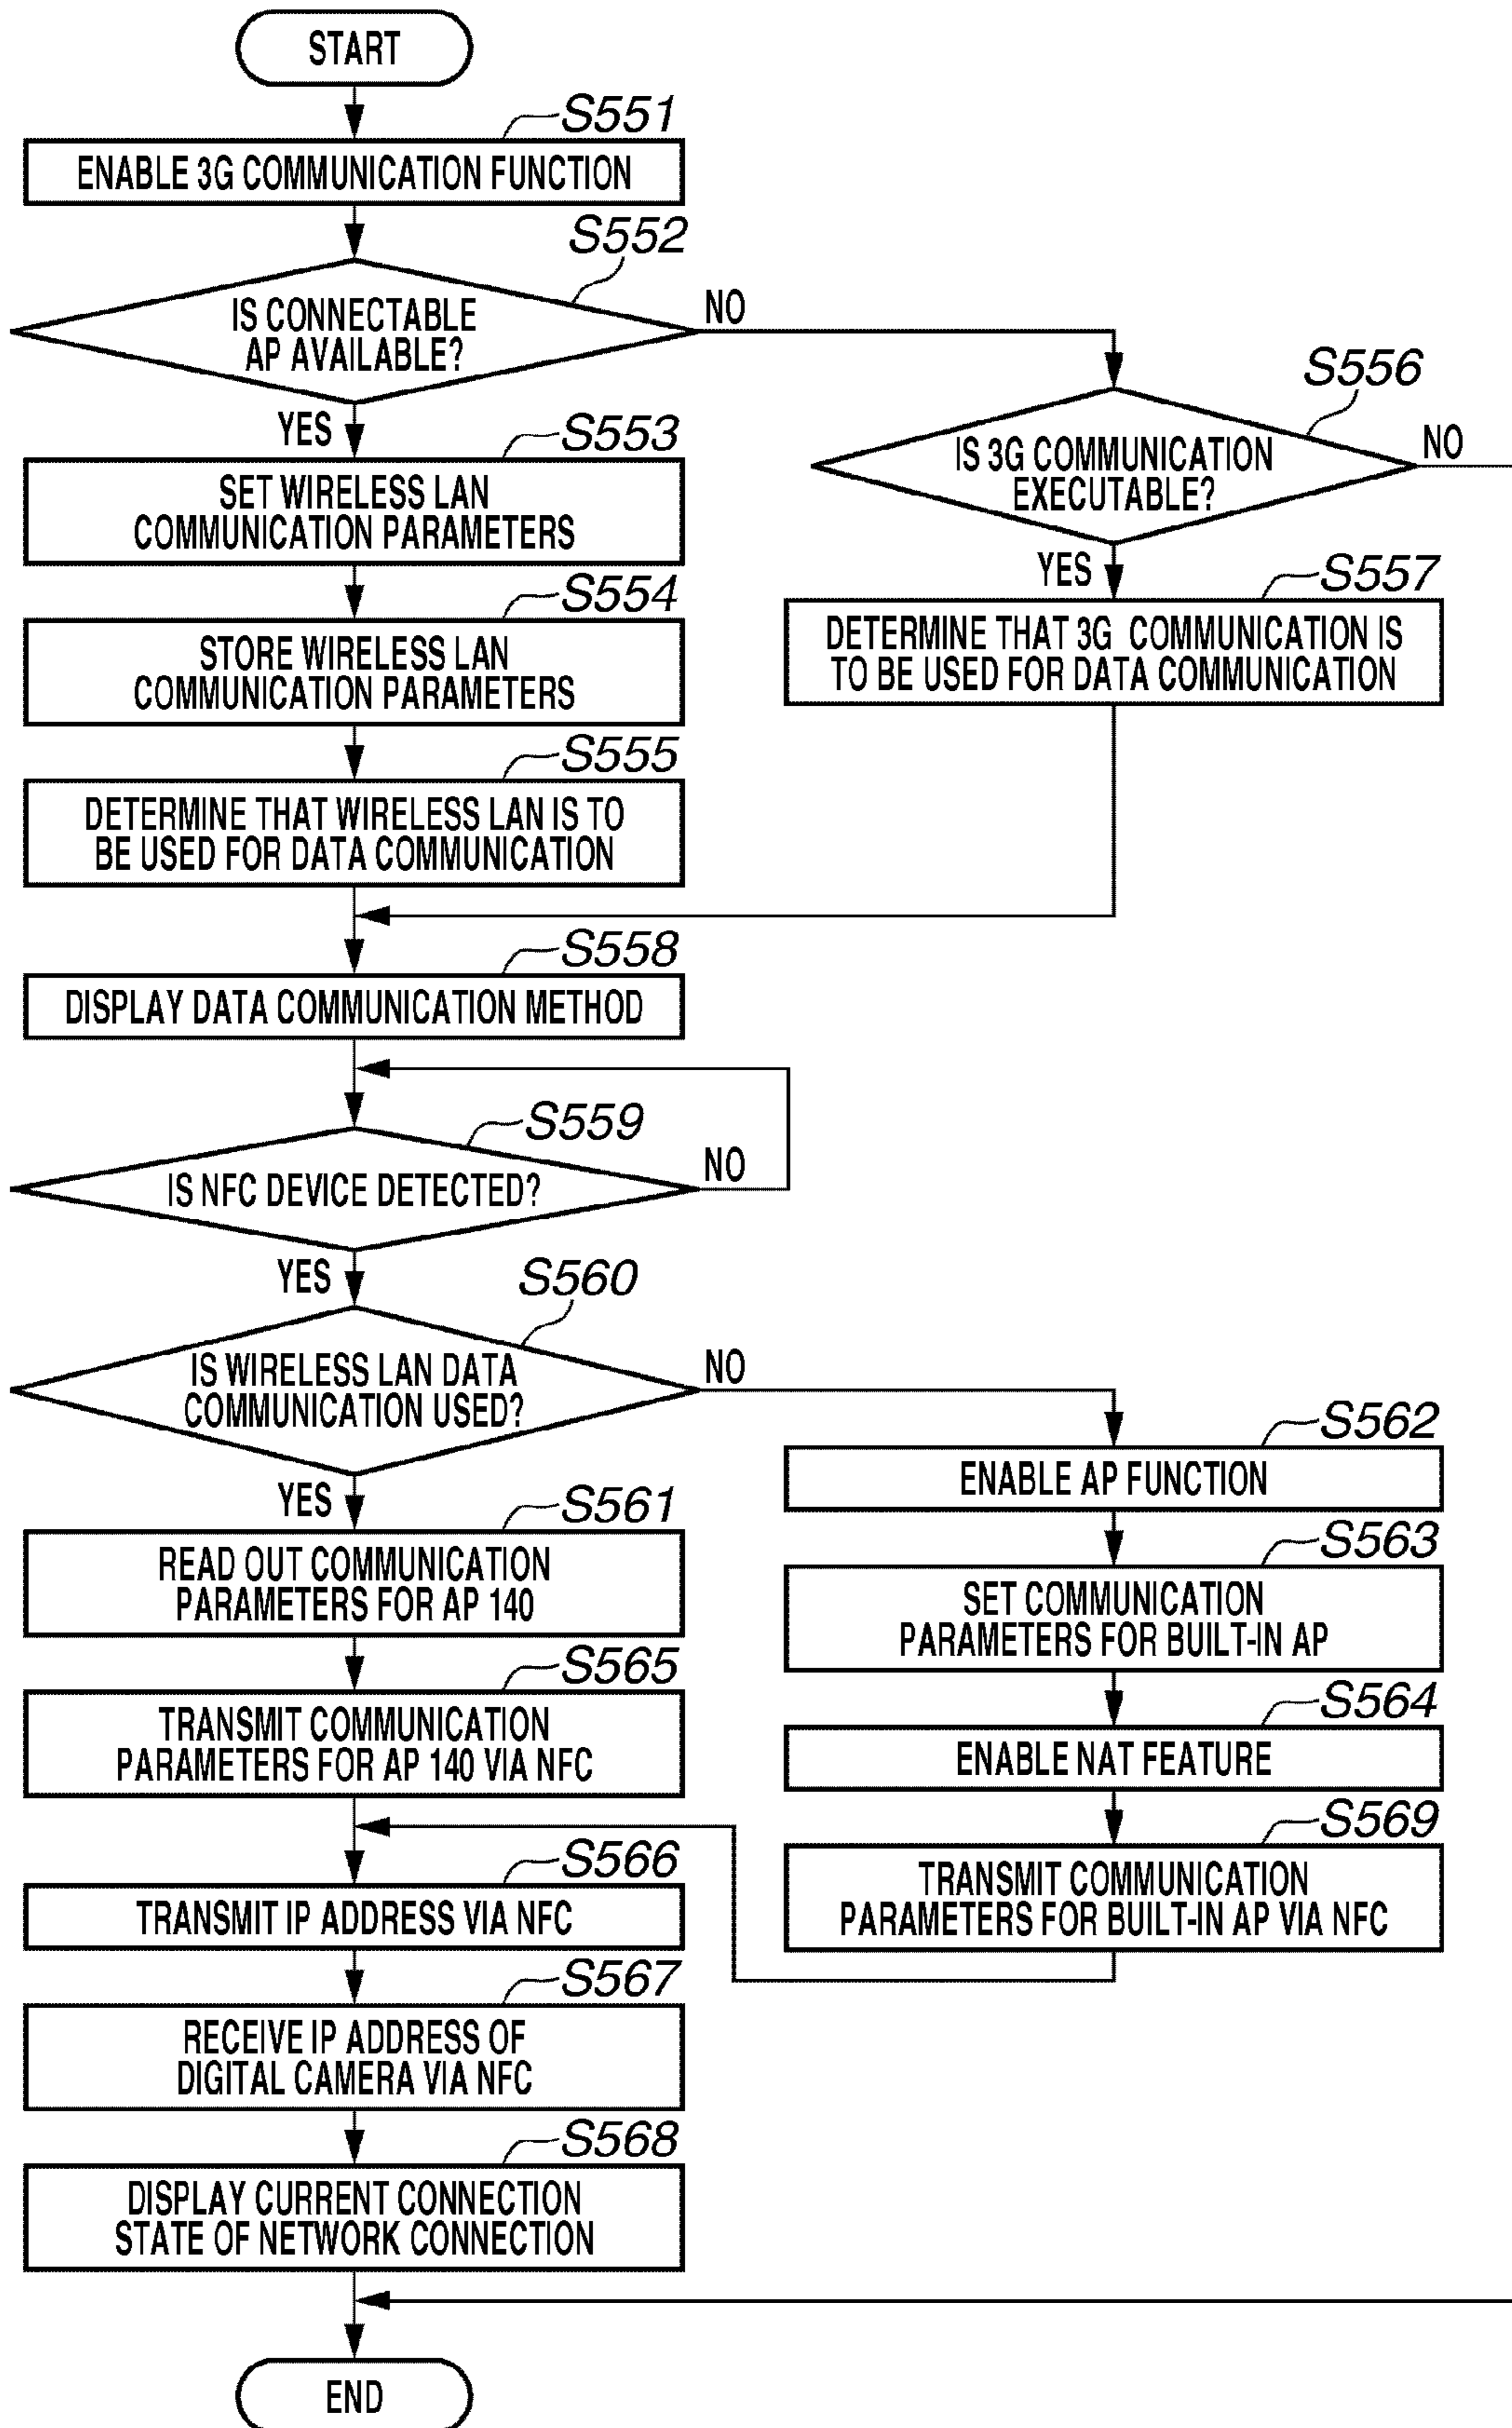 START
S551
ENABLE 3G COMMUNICATION FUNCTION
S552
IS CONNECTABLE
AP AVAILABLE?
NO
YES
S553
SET WIRELESS LAN
COMMUNICATION PARAMETERS
S554
STORE WIRELESS LAN
COMMUNICATION PARAMETERS
S555
DETERMINE THAT WIRELESS LAN IS TO
BE USED FOR DATA COMMUNICATION
S556
IS 3G COMMUNICATION
EXECUTABLE?
NO
YES
S557
DETERMINE THAT 3G COMMUNICATION IS
TO BE USED FOR DATA COMMUNICATION
S558
DISPLAY DATA COMMUNICATION METHOD
S559
IS NFC DEVICE DETECTED?
NO
YES
S560
IS WIRELESS LAN DATA
COMMUNICATION USED?
NO
YES
S561
READ OUT COMMUNICATION
PARAMETERS FOR AP 140
S565
TRANSMIT COMMUNICATION
PARAMETERS FOR AP 140 VIA NFC
S562
ENABLE AP FUNCTION
S563
SET COMMUNICATION
PARAMETERS FOR BUILT-IN AP
S564
ENABLE NAT FEATURE
S569
TRANSMIT COMMUNICATION
PARAMETERS FOR BUILT-IN AP VIA NFC
S566
TRANSMIT IP ADDRESS VIA NFC
S567
RECEIVE IP ADDRESS OF
DIGITAL CAMERA VIA NFC
S568
DISPLAY CURRENT CONNECTION
STATE OF NETWORK CONNECTION
END